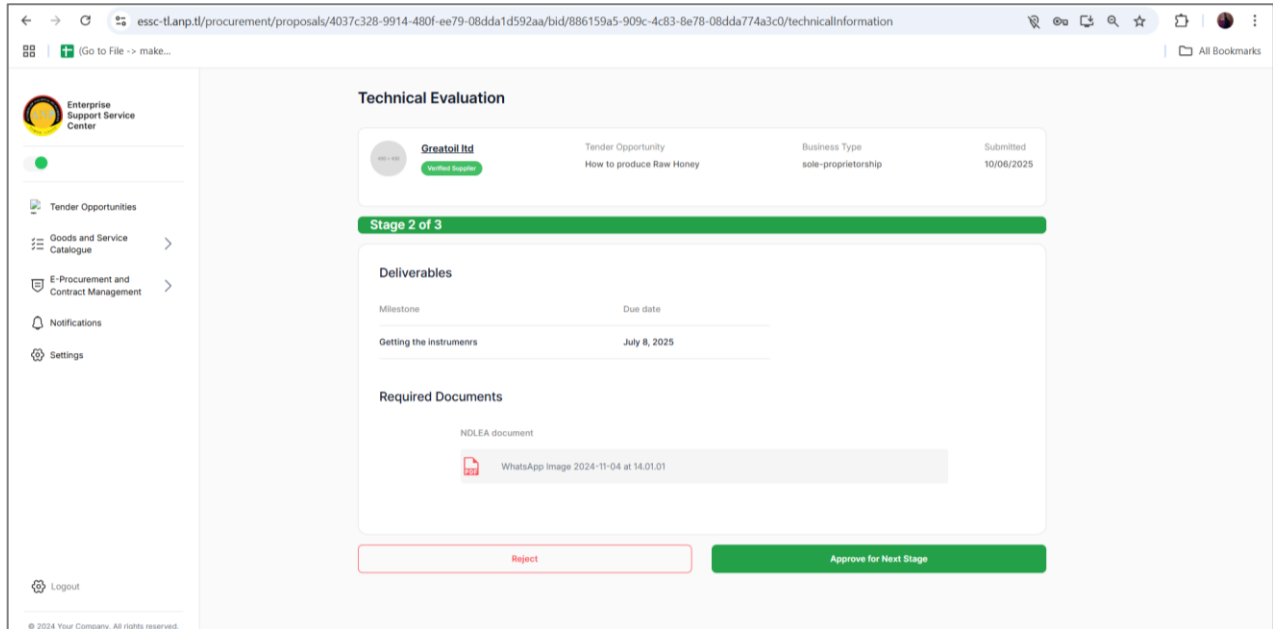 essc-tl.anp.tl/procurement/proposals/4037c328-9914-480f-ee79-08dda1d592aa/bid/886159a5-909c-4c83-8e78-08dda774a3c0/technicalInformation
(Go to File -> make...
All Bookmarks
Enterprise
Support Service
Center
Tender Opportunities
Goods and Service
Catalogue
E-Procurement and
Contract Management
Notifications
Settings
Logout
© 2024 Your Company. All rights reserved.
Technical Evaluation
Greatoil ltd
Verified Supplier
Tender Opportunity
How to produce Raw Honey
Business Type
sole-proprietorship
Submitted
10/06/2025
Stage 2 of 3
Deliverables
Milestone Due date
Getting the instrumenrs July 8, 2025
Required Documents
NDLEA document
PDF
WhatsApp Image 2024-11-04 at 14.01.01
Reject
Approve for Next Stage